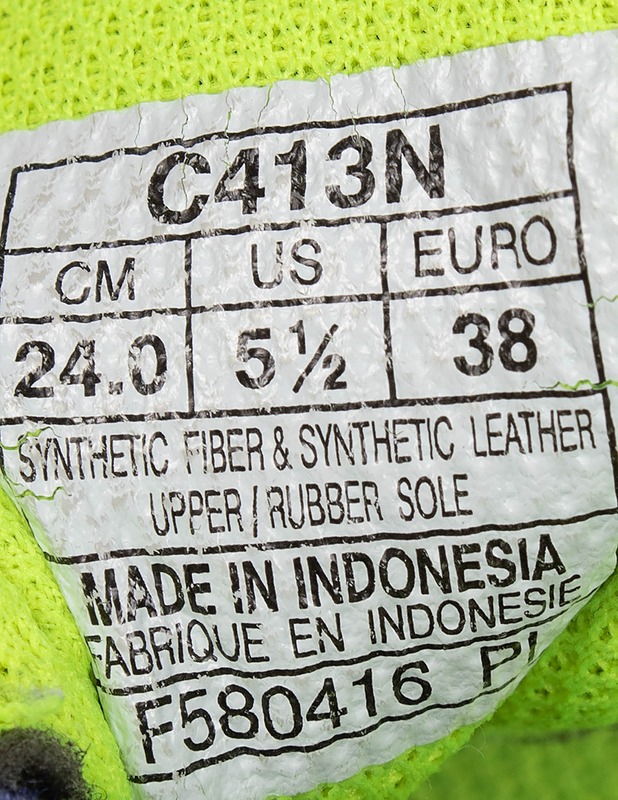 C413N
CM US EURO
24.0 5½ 38
SYNTHETIC FIBER & SYNTHETIC LEATHER
UPPER / RUBBER SOLE
MADE IN INDONESIA
FABRIQUE EN INDONESIE
F580416